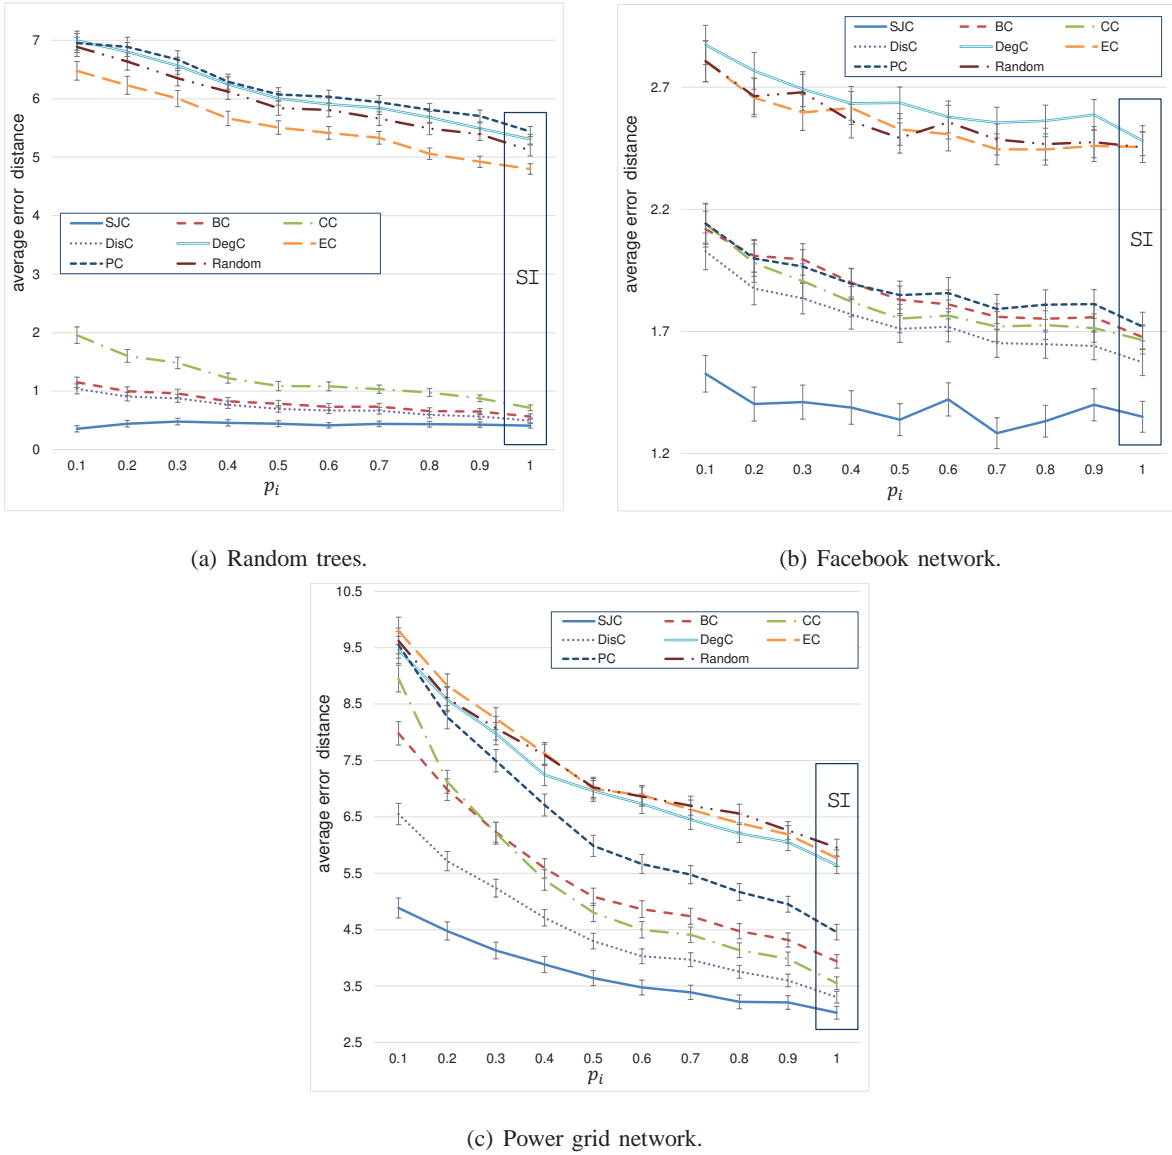 7
6
5
4
3
2
1
0
average error distance
SJC BC CC
DisC DegC EC
PC Random
SI
0.1 0.2 0.3 0.4 0.5 0.6 0.7 0.8 0.9 1
p_i
(a) Random trees.
2.7
2.2
1.7
1.2
average error distance
SJC BC CC
DisC DegC EC
PC Random
SI
0.1 0.2 0.3 0.4 0.5 0.6 0.7 0.8 0.9 1
p_i
(b) Facebook network.
10.5
9.5
8.5
7.5
6.5
5.5
4.5
3.5
2.5
average error distance
SJC BC CC
DisC DegC EC
PC Random
SI
0.1 0.2 0.3 0.4 0.5 0.6 0.7 0.8 0.9 1
p_i
(c) Power grid network.